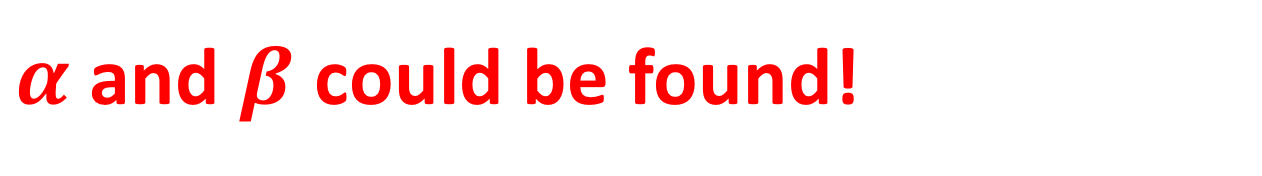 α and β could be found!